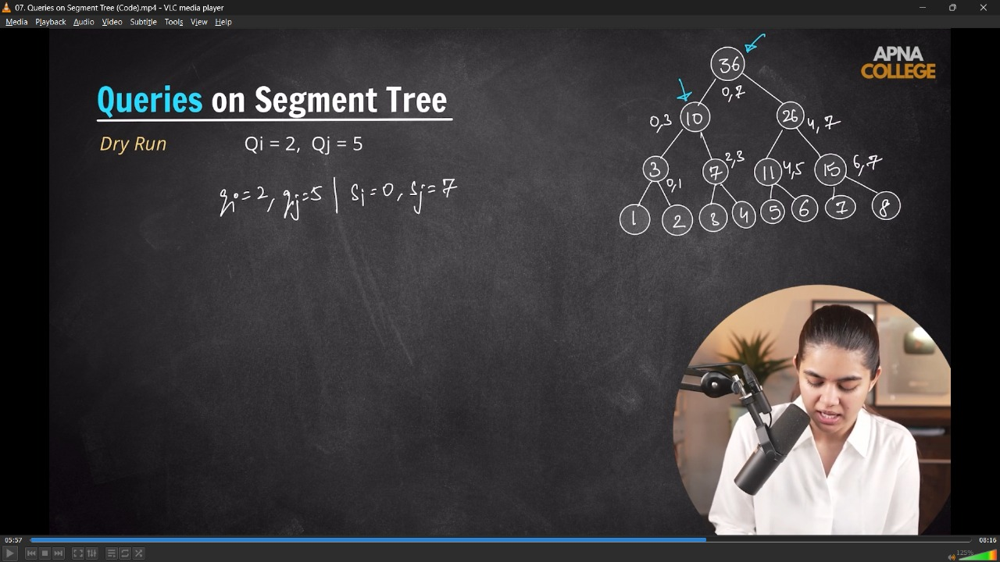 07. Queries on Segment Tree (Code).mp4 - VLC media player
Media Playback Audio Video Subtitle Tools View Help
APNA
COLLEGE
Queries on Segment Tree
Dry Run Qi = 2, Qj = 5
qi=2, qj=5 | si=0, sj=7
36
0,7
0,3 10 26 4,7
3 0,1 7 2,3 11 4,5 15 6,7
1 2 3 4 5 6 7 8
05:57 08:16
125%